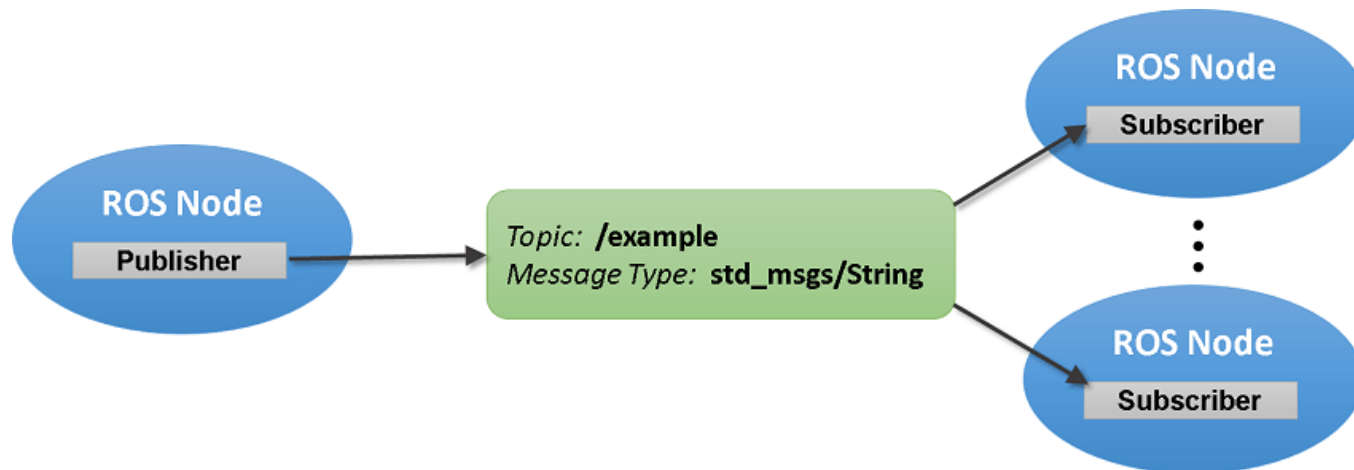 ROS Node
Publisher
Topic: /example
Message Type: std_msgs/String
ROS Node
Subscriber
ROS Node
Subscriber